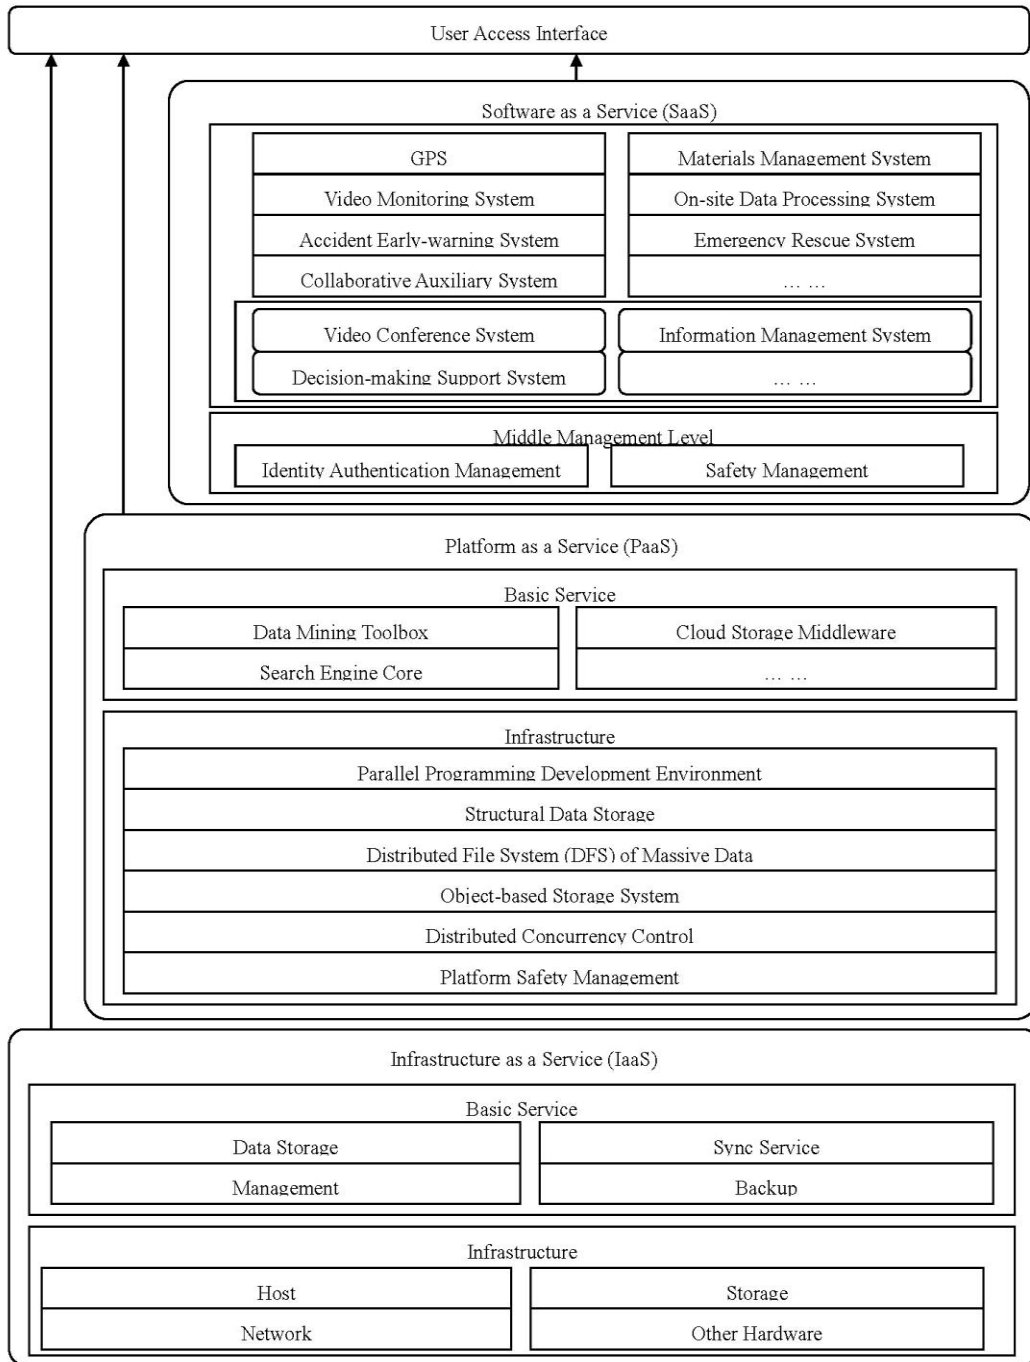 User Access Interface
Software as a Service (SaaS)
GPS
Materials Management System
Video Monitoring System
On-site Data Processing System
Accident Early-warning System
Emergency Rescue System
Collaborative Auxiliary System
... ...
Video Conference System
Information Management System
Decision-making Support System
... ...
Middle Management Level
Identity Authentication Management
Safety Management
Platform as a Service (PaaS)
Basic Service
Data Mining Toolbox
Cloud Storage Middleware
Search Engine Core
... ...
Infrastructure
Parallel Programming Development Environment
Structural Data Storage
Distributed File System (DFS) of Massive Data
Object-based Storage System
Distributed Concurrency Control
Platform Safety Management
Infrastructure as a Service (IaaS)
Basic Service
Data Storage
Sync Service
Management
Backup
Infrastructure
Host
Storage
Network
Other Hardware